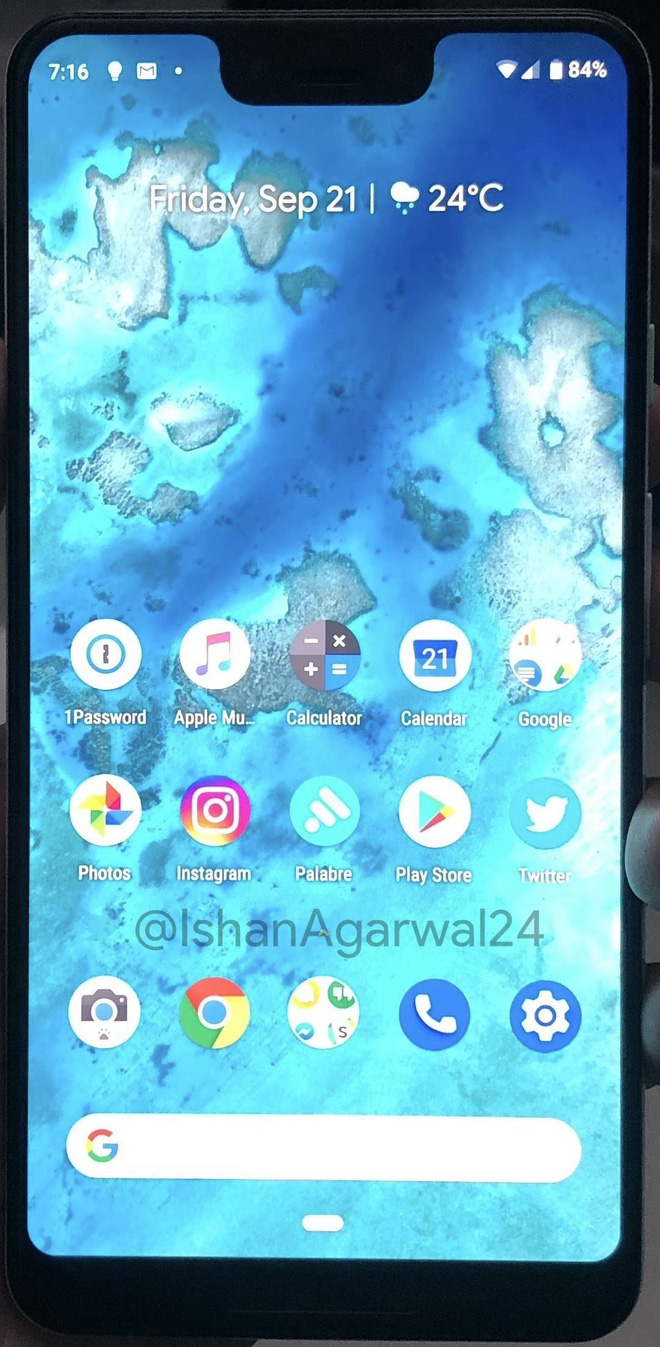 7:16 84%
Friday, Sep 21 | 24°C
21
1Password Apple Mu... Calculator Calendar Google
Photos Instagram Palabre Play Store Twitter
@IshanAgarwal24
S
G